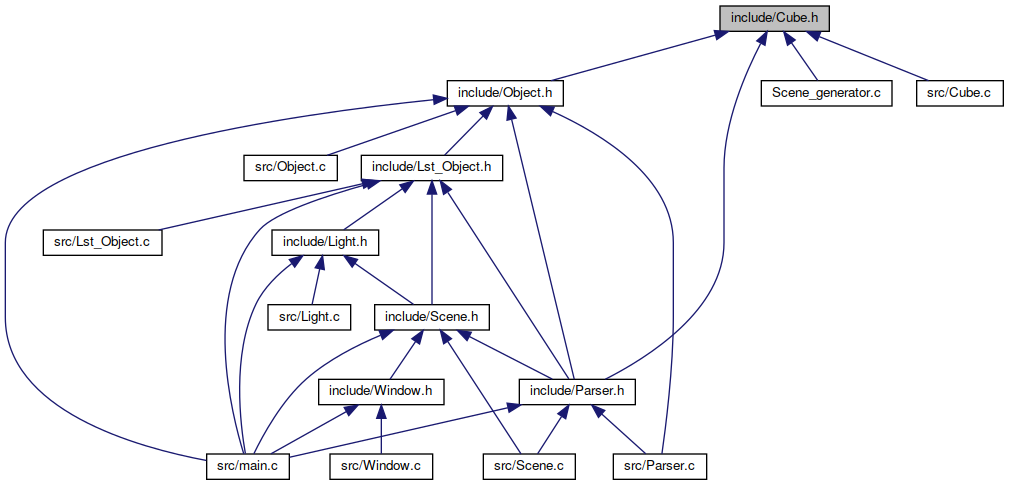 include/Cube.h
include/Object.h
Scene_generator.c
src/Cube.c
src/Object.c
include/Lst_Object.h
src/Lst_Object.c
include/Light.h
src/Light.c
include/Scene.h
include/Window.h
include/Parser.h
src/main.c
src/Window.c
src/Scene.c
src/Parser.c